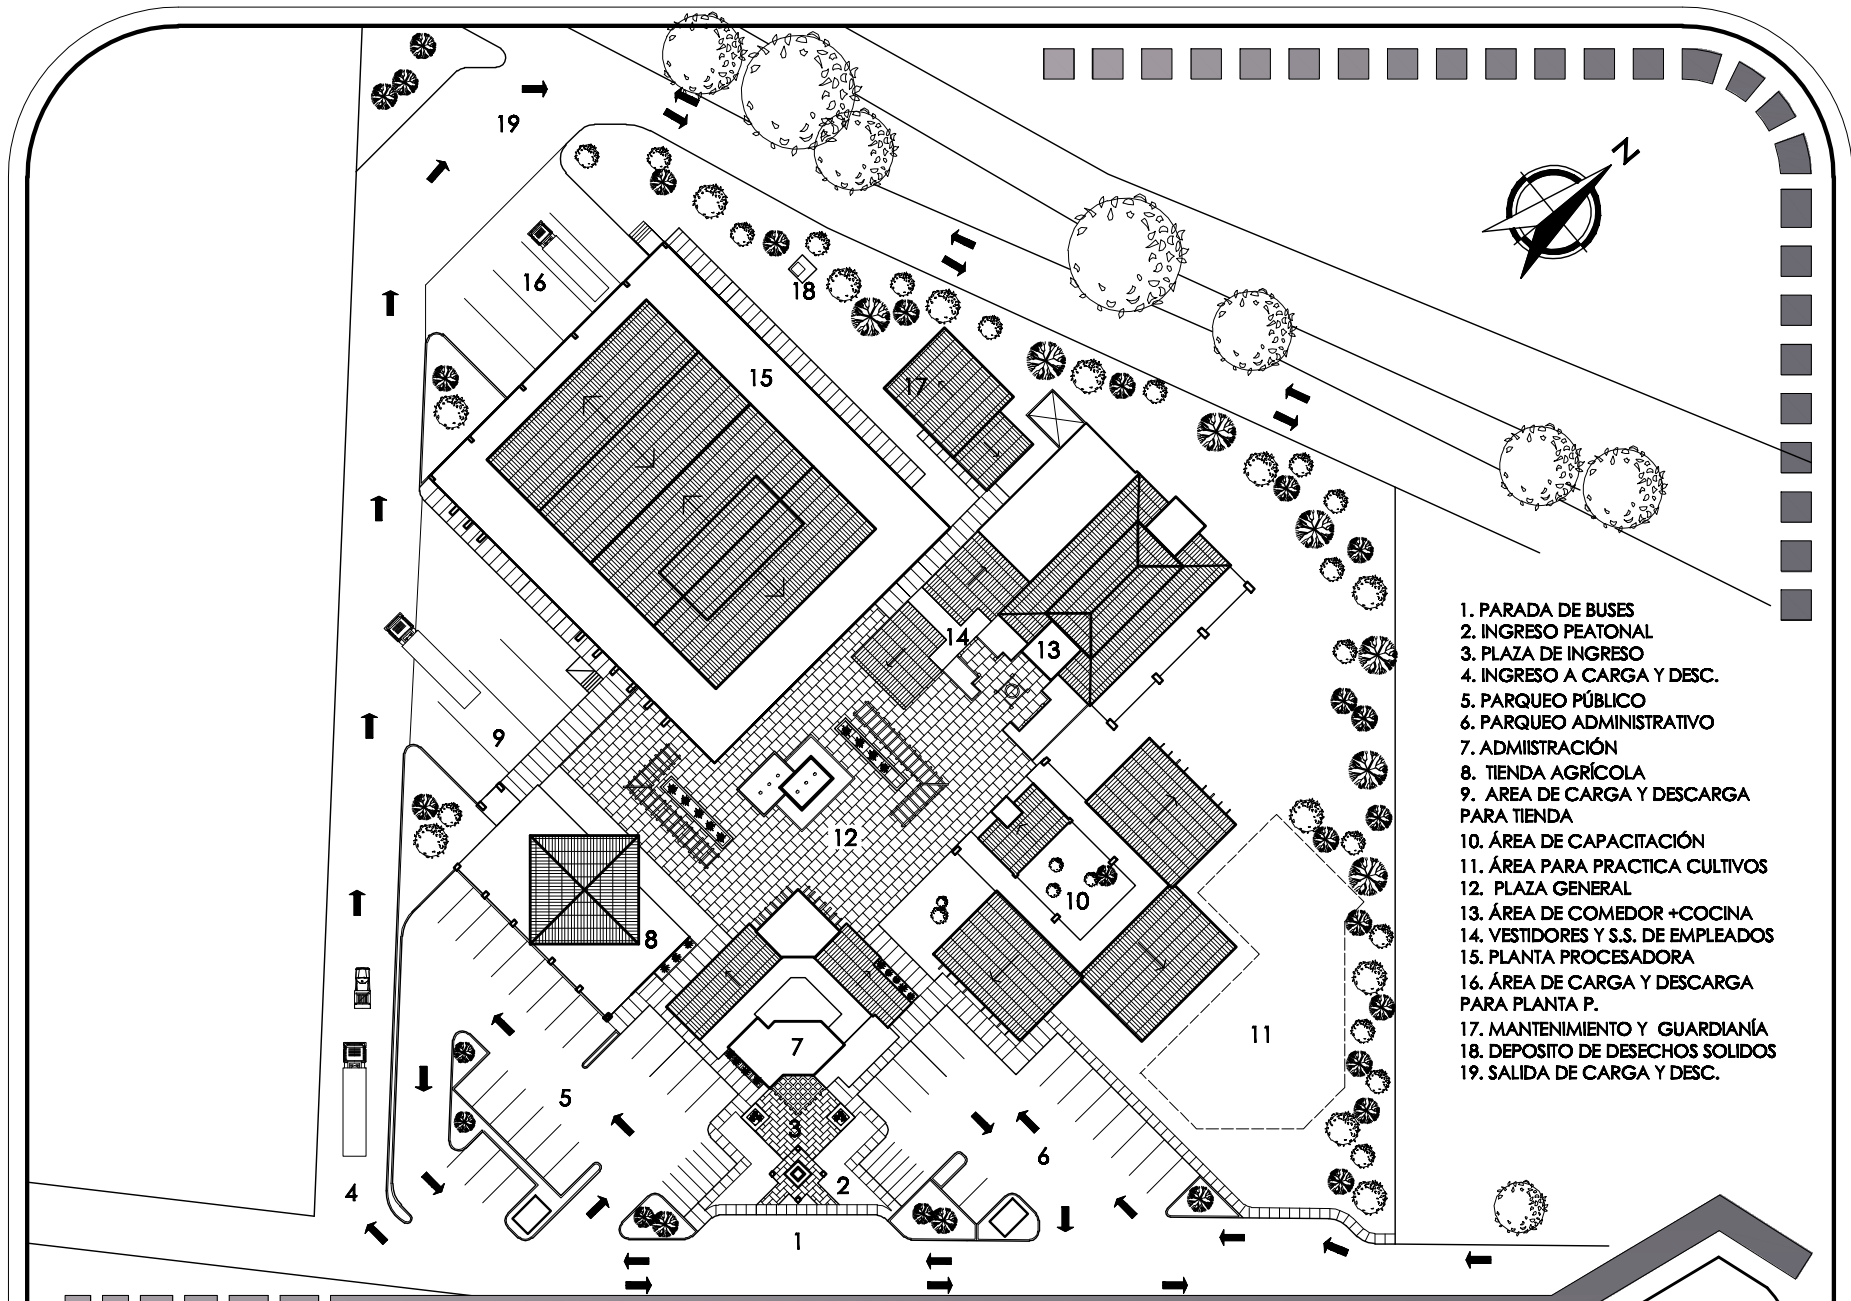 N
19
16
18
15
17
14
13
9
12
8
10
7
11
5
3
6
4
2
1
1. PARADA DE BUSES
2. INGRESO PEATONAL
3. PLAZA DE INGRESO
4. INGRESO A CARGA Y DESC.
5. PARQUEO PÚBLICO
6. PARQUEO ADMINISTRATIVO
7. ADMIISTRACIÓN
8. TIENDA AGRÍCOLA
9. AREA DE CARGA Y DESCARGA
PARA TIENDA
10. ÁREA DE CAPACITACIÓN
11. ÁREA PARA PRACTICA CULTIVOS
12. PLAZA GENERAL
13. ÁREA DE COMEDOR +COCINA
14. VESTIDORES Y S.S. DE EMPLEADOS
15. PLANTA PROCESADORA
16. ÁREA DE CARGA Y DESCARGA
PARA PLANTA P.
17. MANTENIMIENTO Y GUARDIANÍA
18. DEPOSITO DE DESECHOS SOLIDOS
19. SALIDA DE CARGA Y DESC.